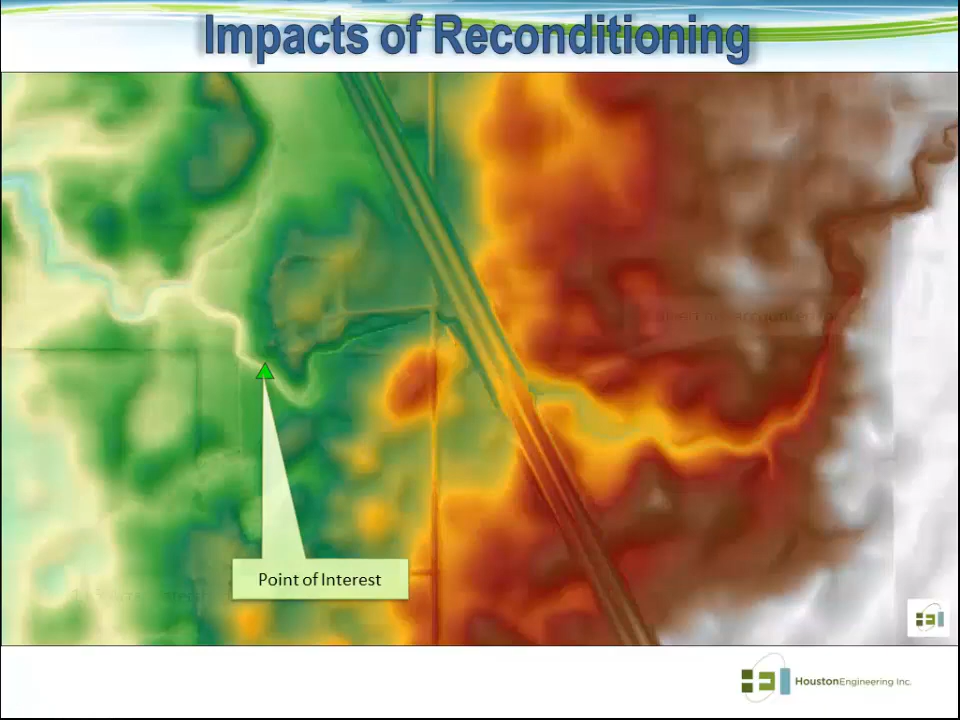 Impacts of Reconditioning
Point of Interest
HoustonEngineering Inc.